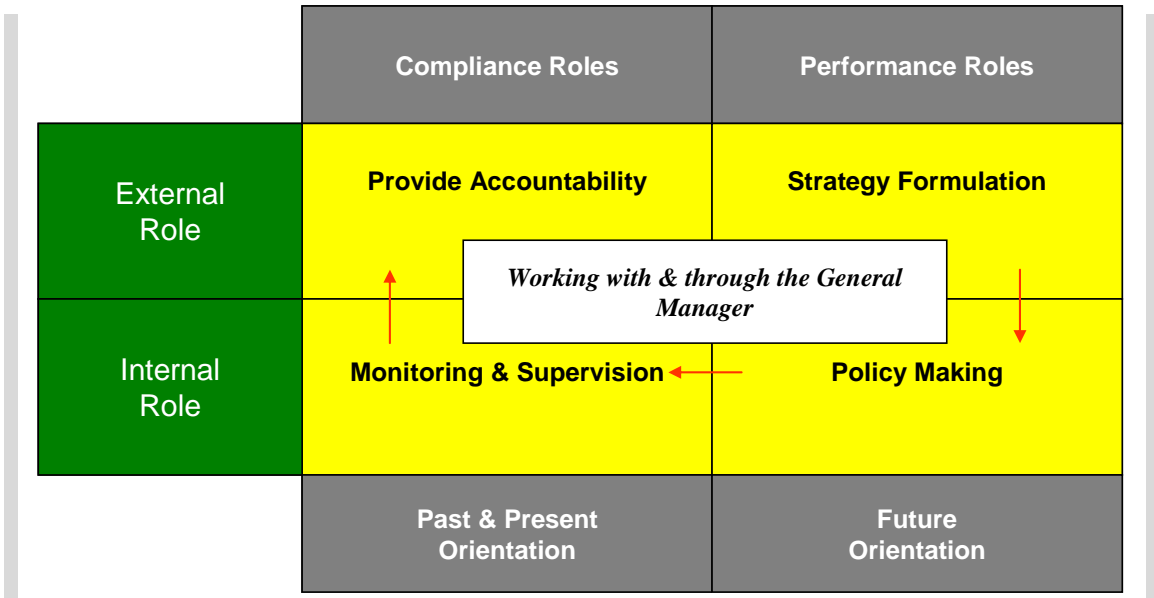 Compliance Roles
Performance Roles
External
Role
Provide Accountability
Strategy Formulation
Working with & through the General
Manager
Internal
Role
Monitoring & Supervision
Policy Making
Past & Present
Orientation
Future
Orientation